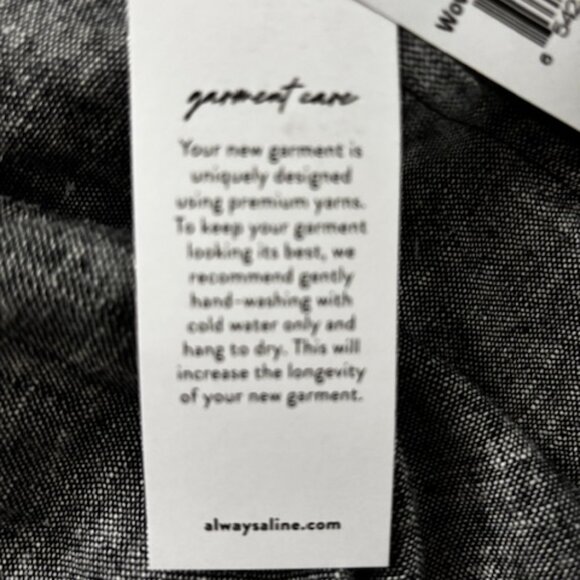 garment care
Your new garment is
uniquely designed
using premium yarns.
To keep your garment
looking its best, we
recommend gently
hand-washing with
cold water only and
hang to dry. This will
increase the longevity
of your new garment.
alwaysaline.com